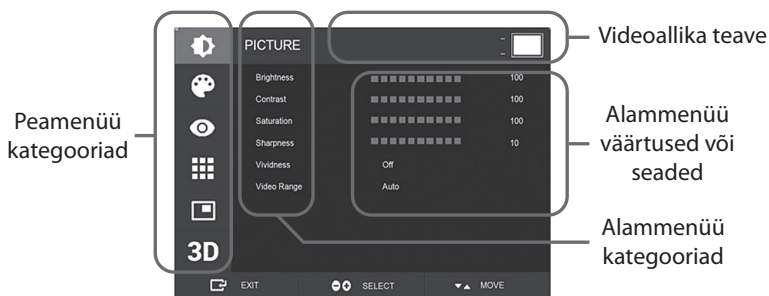 Peamenüü
kategooriad
PICTURE
Brightness 100
Contrast 100
Saturation 100
Sharpness 10
Vividness Off
Video Range Auto
3D
EXIT SELECT MOVE
Videoallika teave
Alammenüü
väärtused või
seaded
Alammenüü
kategooriad